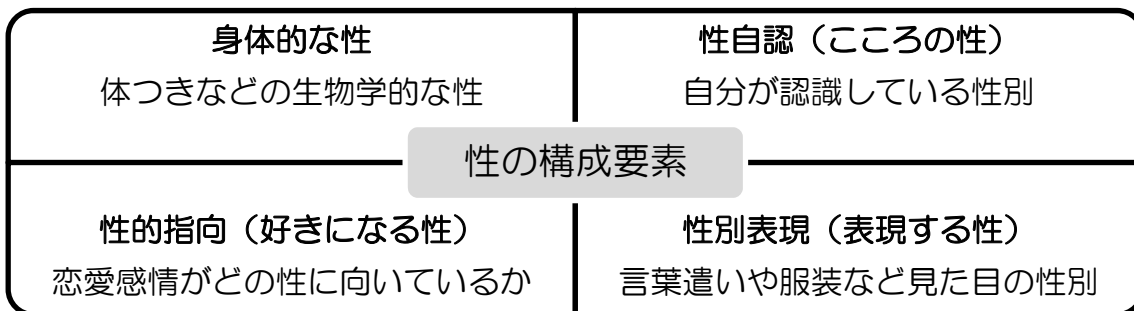 身体的な性
体つきなどの生物学的な性
性自認（こころの性）
自分が認識している性別
性の構成要素
性的指向（好きになる性）
恋愛感情がどの性に向いているか
性別表現（表現する性）
言葉遣いや服装など見た目の性別